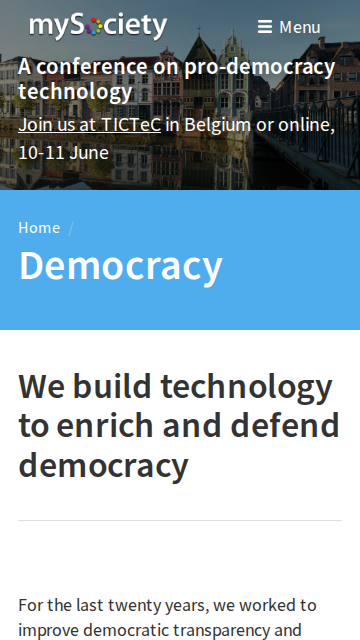 mySociety
Menu
A conference on pro-democracy
technology
Join us at TICTeC in Belgium or online,
10-11 June
Home /
Democracy
We build technology
to enrich and defend
democracy
For the last twenty years, we worked to
improve democratic transparency and